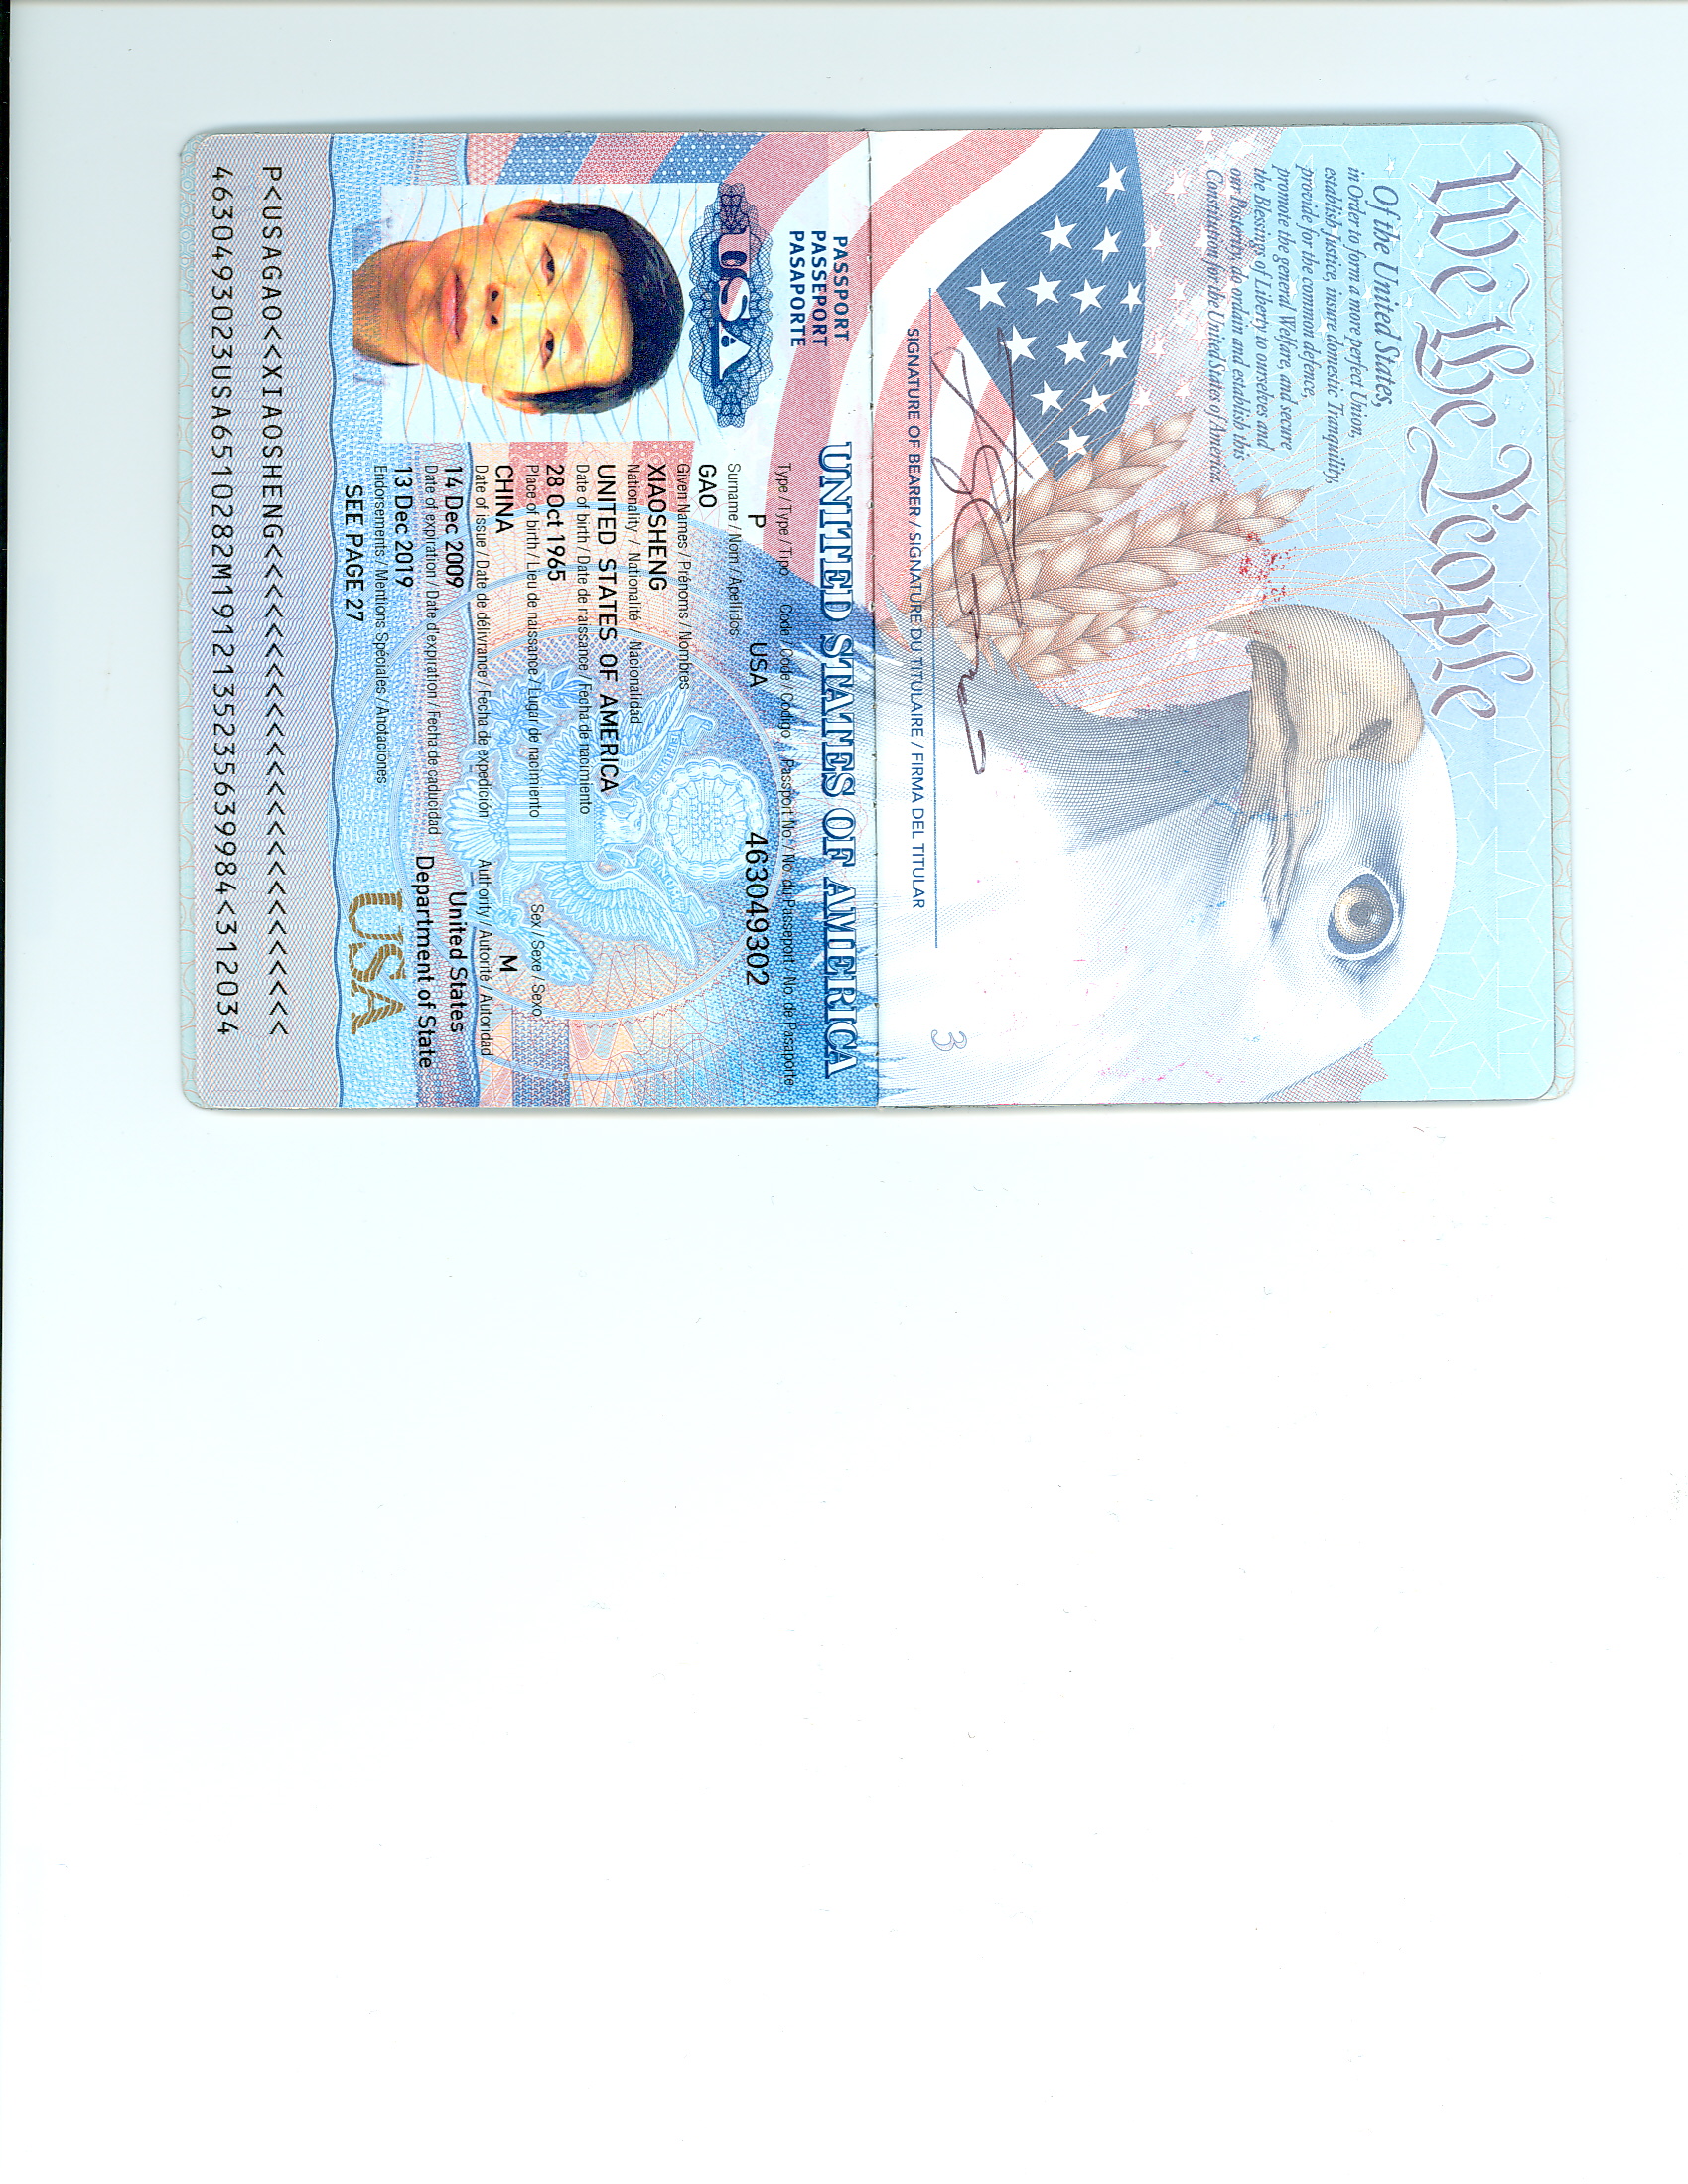 We the People
Of the United States,
in Order to form a more perfect Union,
establish Justice, insure domestic Tranquility,
provide for the common defence,
promote the general Welfare, and secure
the Blessings of Liberty to ourselves and
our Posterity, do ordain and establish this
Constitution for the United States of America.
SIGNATURE OF BEARER / SIGNATURE DU TITULAIRE / FIRMA DEL TITULAR
3
PASSPORT
PASSEPORT
PASAPORTE
UNITED STATES OF AMERICA
USA
Type / Type / Tipo Code / Code / Codigo Passport No. / No. du Passeport / No. de Pasaporte
P USA 463049302
Surname / Nom / Apellidos
GAO
Given Names / Prénoms / Nombres
XIAOSHENG
Nationality / Nationalité / Nacionalidad
UNITED STATES OF AMERICA
Date of birth / Date de naissance / Fecha de nacimiento
28 Oct 1965
Place of birth / Lieu de naissance / Lugar de nacimiento Sex / Sexe / Sexo
CHINA M
Date of issue / Date de délivrance / Fecha de expedición Authority / Autorité / Autoridad
14 Dec 2009 United States
Date of expiration / Date d'expiration / Fecha de caducidad Department of State
13 Dec 2019
Endorsements / Mentions Spéciales / Anotaciones
SEE PAGE 27
USA
P<USAGAO<<XIAOSHENG<<<<<<<<<<<<<<<<<<<<<<<<<
4630493023USA6510282M1912135235639984<312034